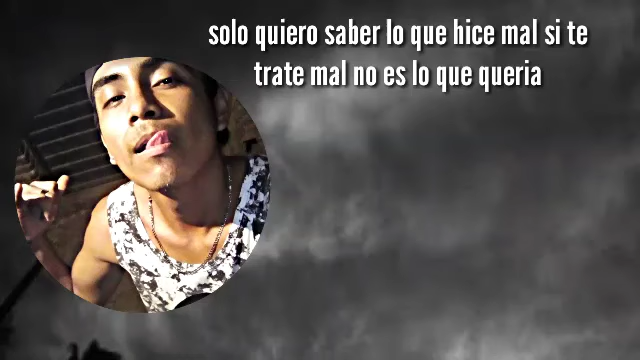 solo quiero saber lo que hice mal si te
trate mal no es lo que queria